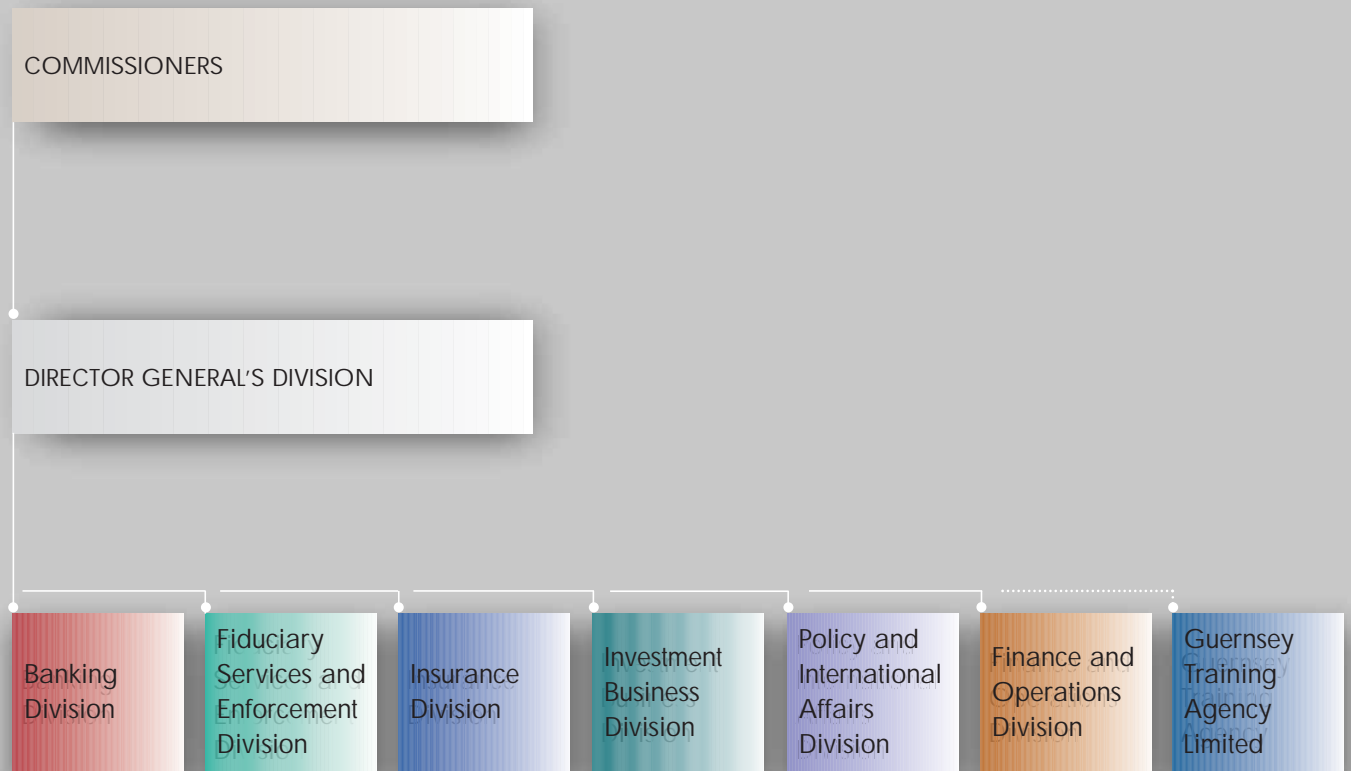 COMMISSIONERS
DIRECTOR GENERAL’S DIVISION
Banking
Division
Fiduciary
Services and
Enforcement
Division
Insurance
Division
Investment
Business
Division
Policy and
International
Affairs
Division
Finance and
Operations
Division
Guernsey
Training
Agency
Limited